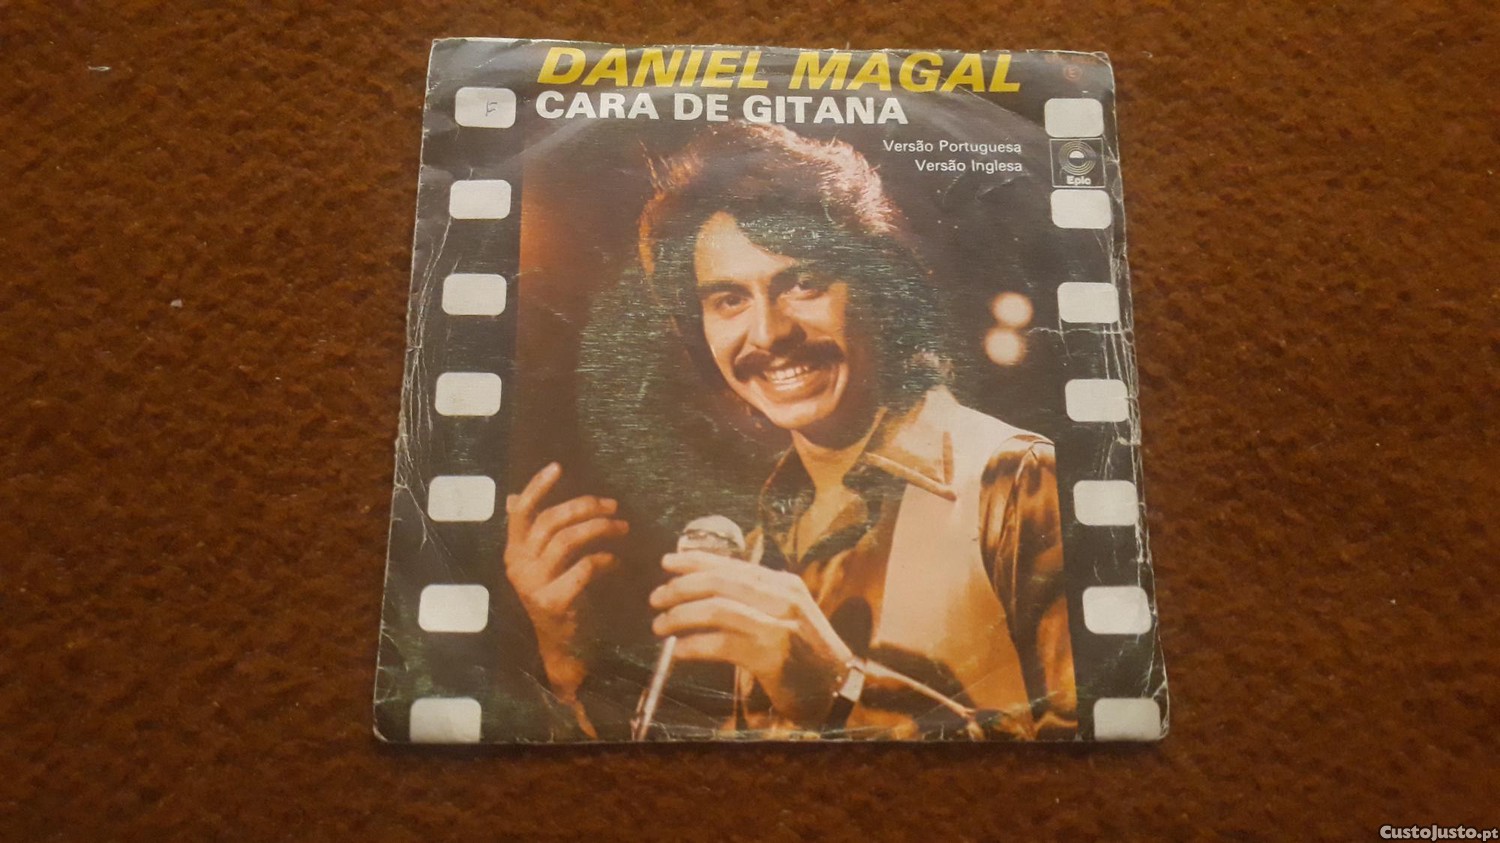 DANIEL MAGAL
CARA DE GITANA
Versão Portuguesa
Versão Inglesa
Epic
F
E
CustoJusto.pt